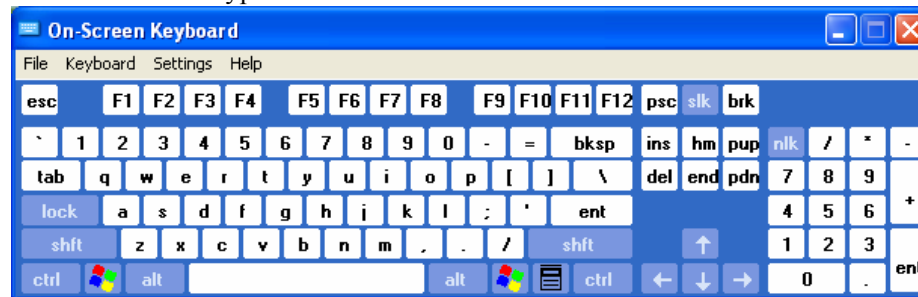 On-Screen Keyboard
File Keyboard Settings Help
esc F1 F2 F3 F4 F5 F6 F7 F8 F9 F10 F11 F12 psc slk brk
` 1 2 3 4 5 6 7 8 9 0 - = bksp ins hm pup nlk / * -
tab q w e r t y u i o p [ ] \ del end pdn 7 8 9
lock a s d f g h j k l ; ' ent 4 5 6 +
shft z x c v b n m , . / shft ↑ 1 2 3
ctrl alt alt ctrl ← ↓ → 0 .